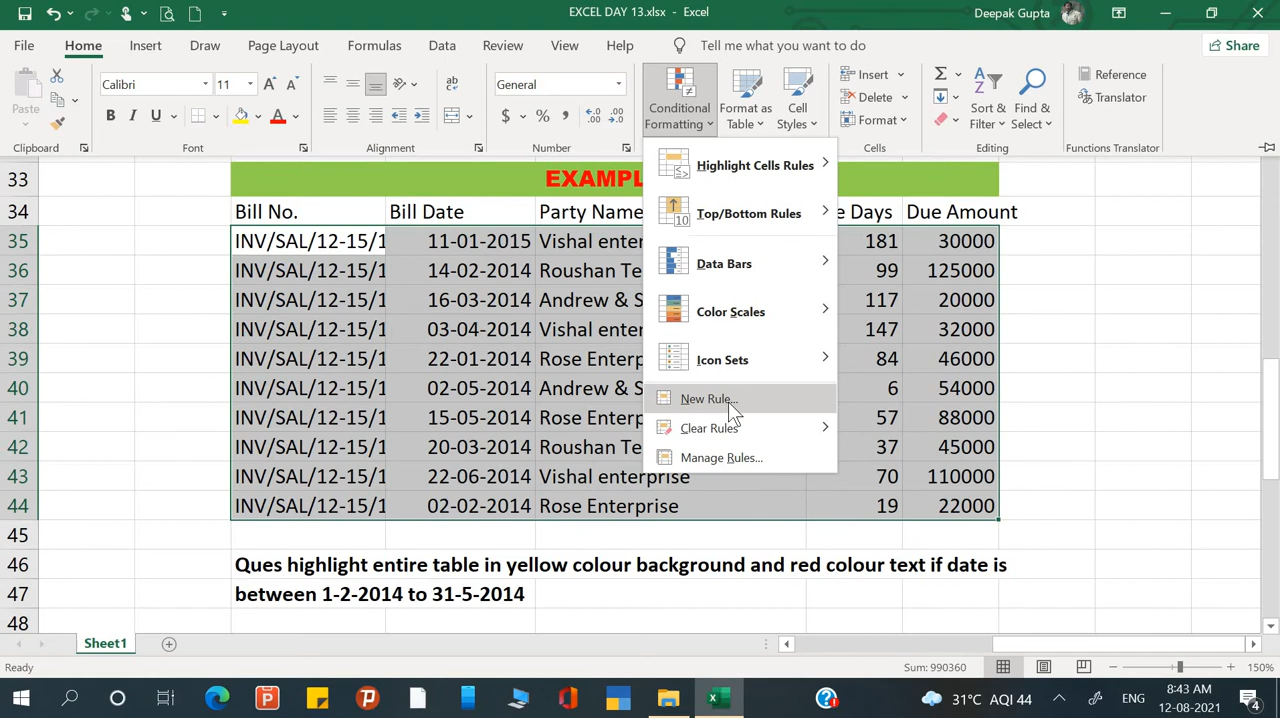 EXCEL DAY 13.xlsx - Excel
Deepak Gupta
File Home Insert Draw Page Layout Formulas Data Review View Help Tell me what you want to do Share
Paste
Clipboard
Calibri 11
B I U A
Font
ab
Alignment
General
$ % ,
Number
Conditional Formatting
Format as Table
Cell Styles
Insert
Delete
Format
Cells
Sort & Filter
Find & Select
Editing
Reference
Translator
Functions Translator
Highlight Cells Rules
Top/Bottom Rules
Data Bars
Color Scales
Icon Sets
New Rule...
Clear Rules
Manage Rules...
33 EXAMPL
34 Bill No. Bill Date Party Name e Days Due Amount
35 INV/SAL/12-15/1 11-01-2015 Vishal enter 181 30000
36 INV/SAL/12-15/1 14-02-2014 Roushan Te 99 125000
37 INV/SAL/12-15/1 16-03-2014 Andrew & S 117 20000
38 INV/SAL/12-15/1 03-04-2014 Vishal enter 147 32000
39 INV/SAL/12-15/1 22-01-2014 Rose Enterp 84 46000
40 INV/SAL/12-15/1 02-05-2014 Andrew & S 6 54000
41 INV/SAL/12-15/1 15-05-2014 Rose Enterp 57 88000
42 INV/SAL/12-15/1 20-03-2014 Roushan Te 37 45000
43 INV/SAL/12-15/1 22-06-2014 Vishal enterprise 70 110000
44 INV/SAL/12-15/1 02-02-2014 Rose Enterprise 19 22000
45
46 Ques highlight entire table in yellow colour background and red colour text if date is
47 between 1-2-2014 to 31-5-2014
48
Sheet1
Ready Sum: 990360 150%
31°C AQI 44 ENG 8:43 AM
12-08-2021 4